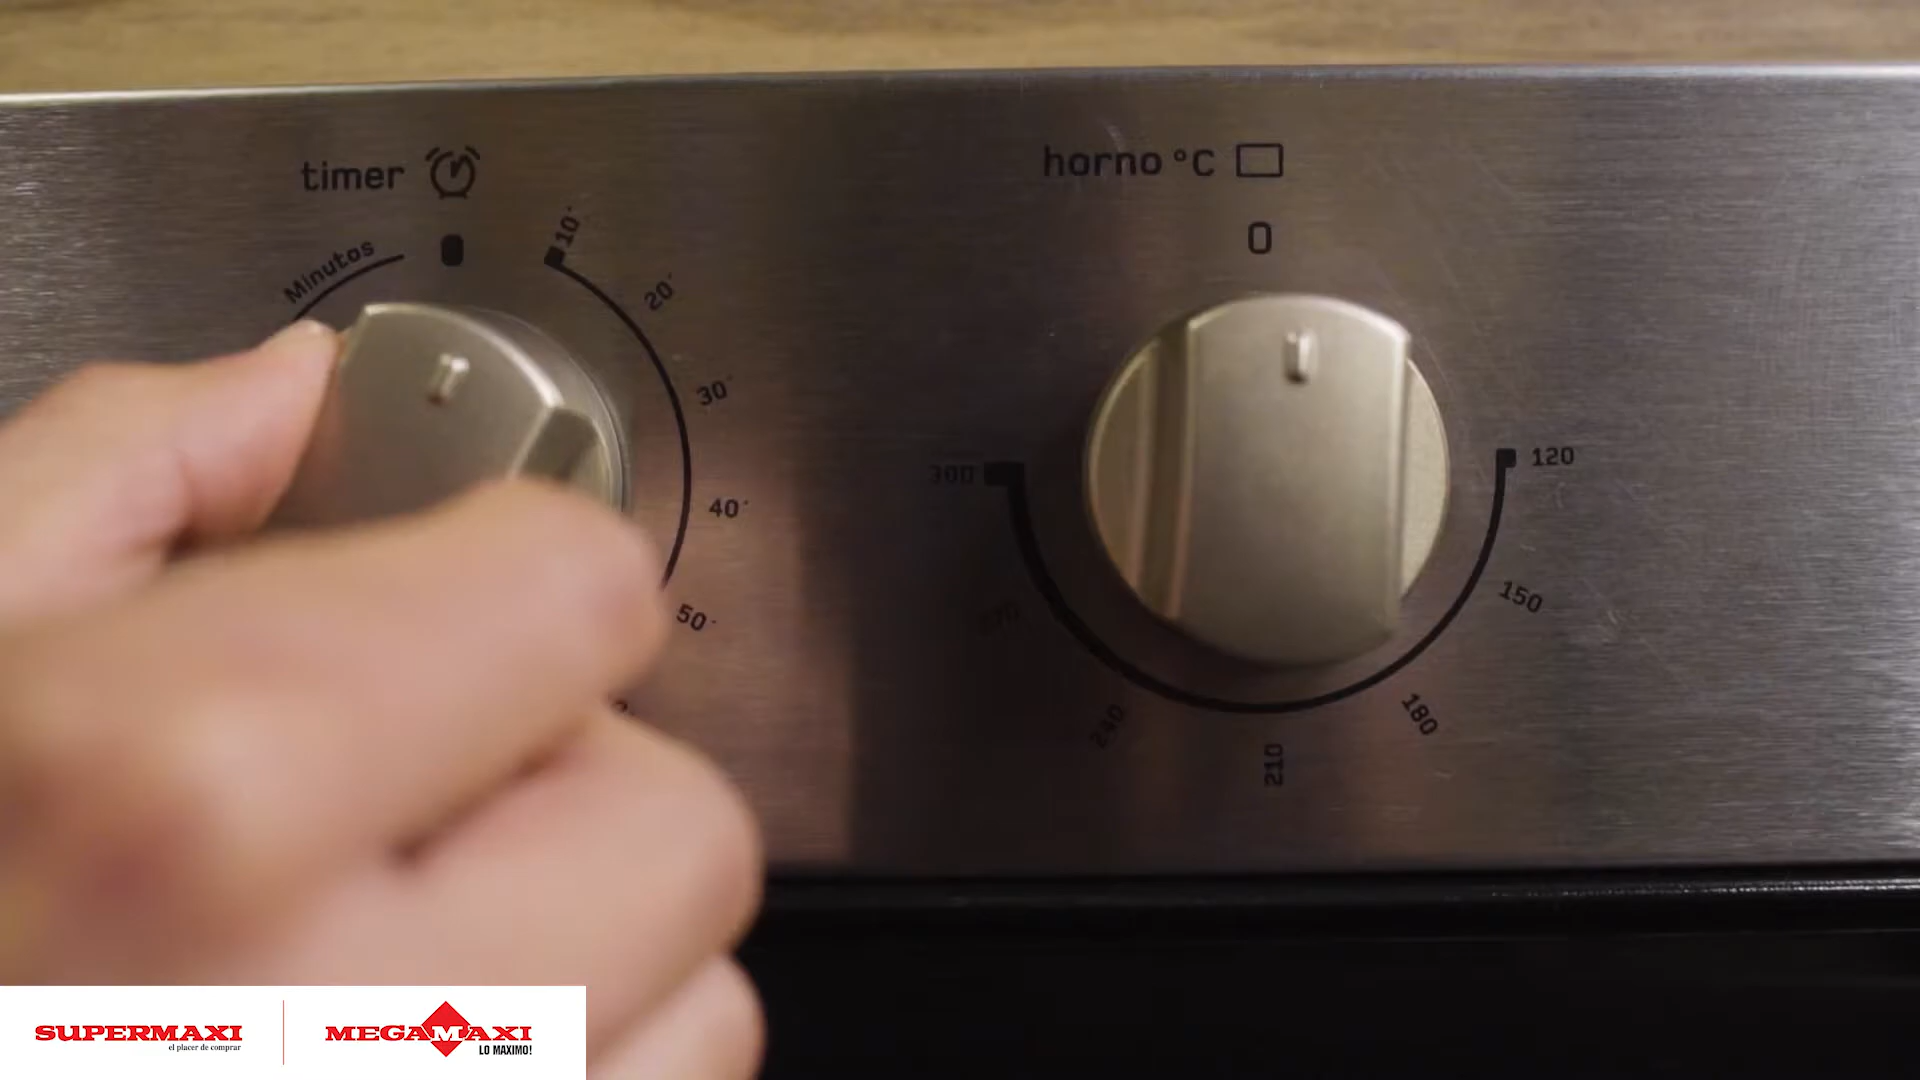 timer
Minutos
10'
20'
30'
40'
50'
horno °C
0
120
150
180
210
240
270
300
SUPERMAXI
el placer de comprar
MEGAMAXI
LO MAXIMO!